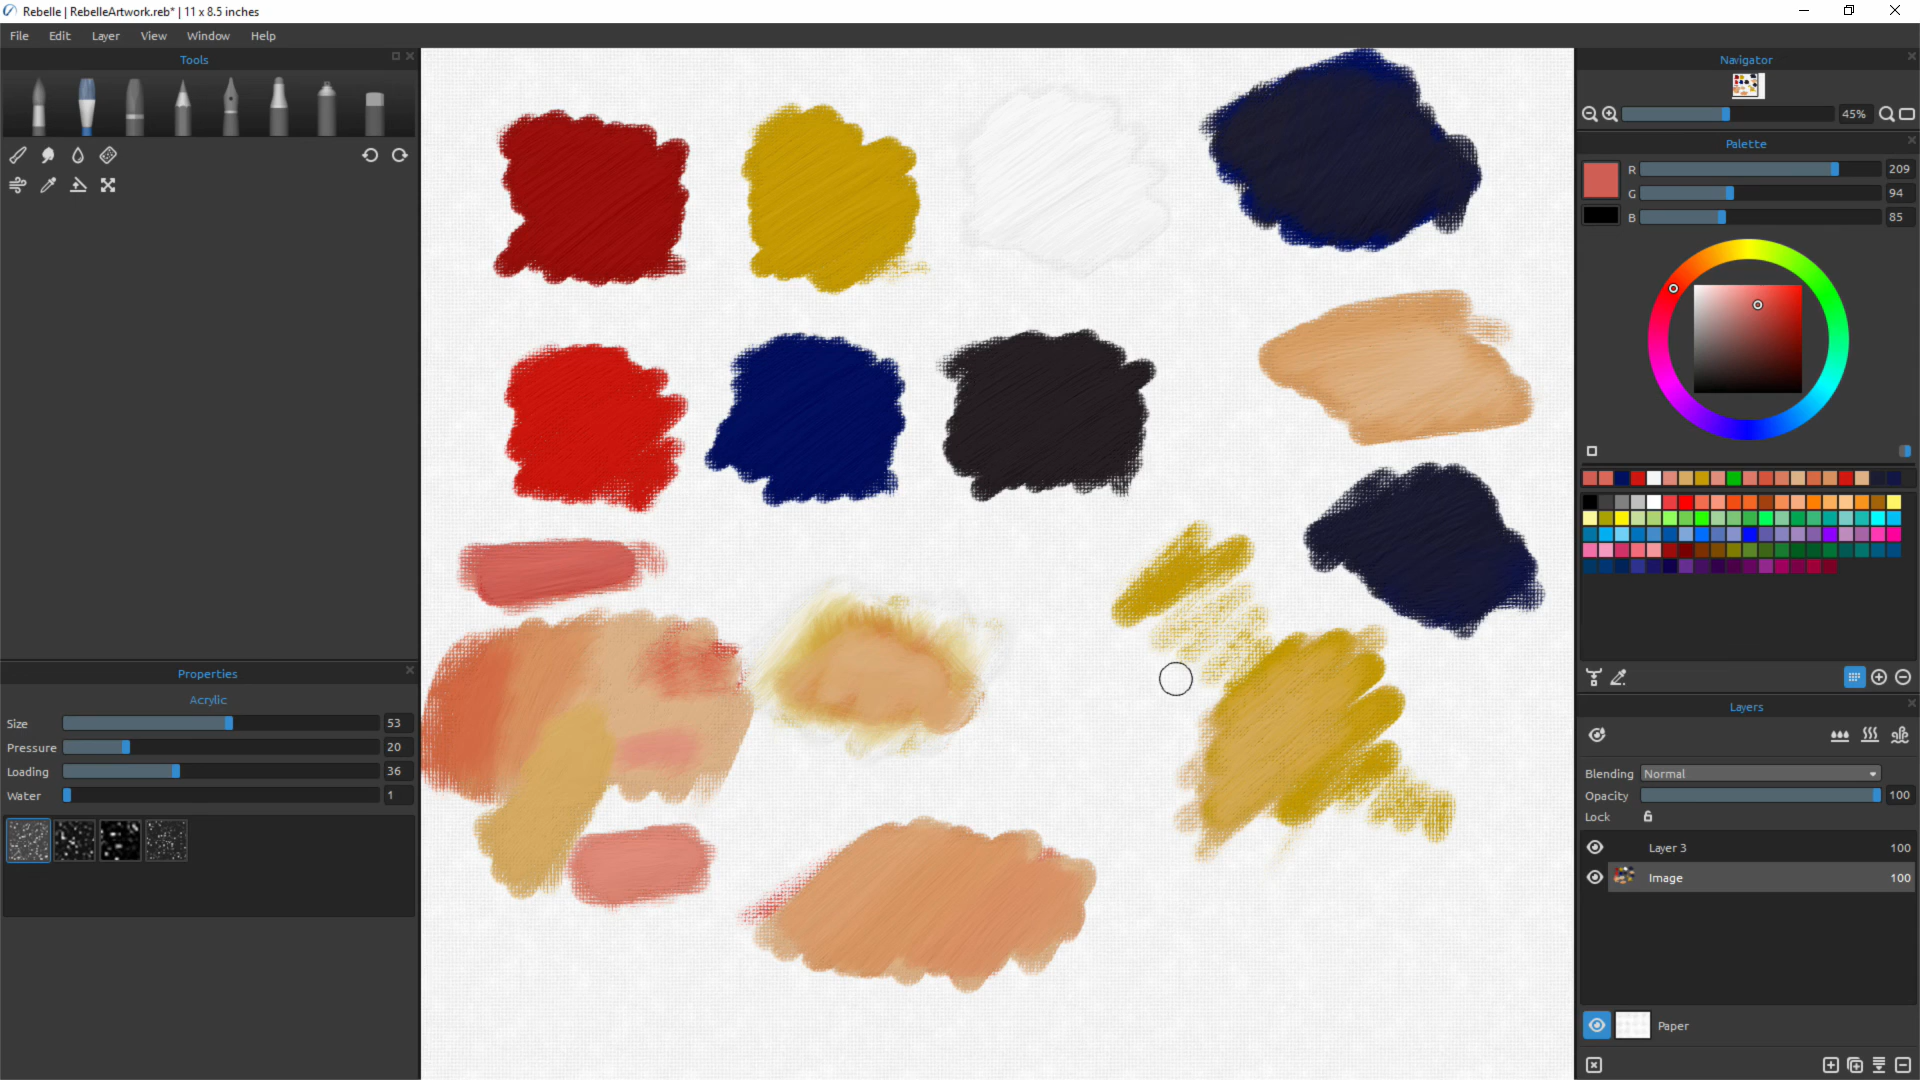 Rebelle | RebelleArtwork.reb* | 11 x 8.5 inches
File Edit Layer View Window Help
Tools
Properties
Acrylic
Size 53
Pressure 20
Loading 36
Water 1
Navigator
45%
Palette
R 209
G 94
B 85
Layers
Blending Normal
Opacity 100
Lock
Layer 3 100
Image 100
Paper